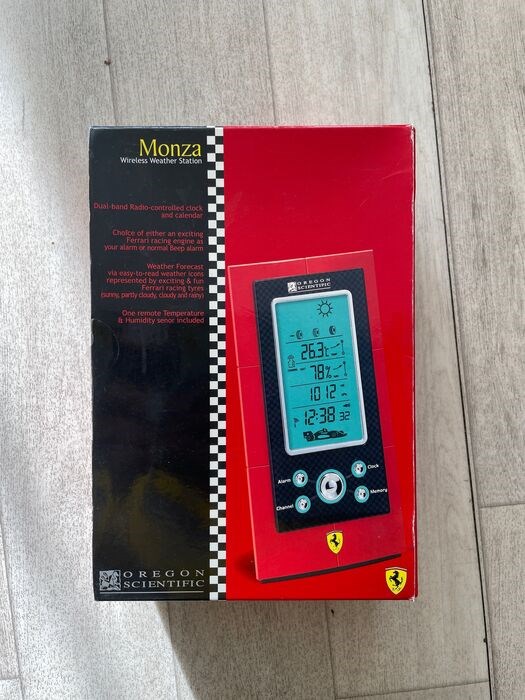 Monza
Wireless Weather Station
Dual-band Radio-controlled clock
and calendar
Choice of either an exciting
Ferrari racing engine as
your alarm or normal Beep alarm
Weather Forecast
via easy-to-read weather icons
represented by exciting & fun
Ferrari racing tyres
(sunny, partly cloudy, cloudy and rainy)
One remote Temperature
& Humidity senor included
OREGON
SCIENTIFIC
26.3°c
78%
1012
12:38 32
Alarm
Clock
Channel
Memory
OREGON
SCIENTIFIC